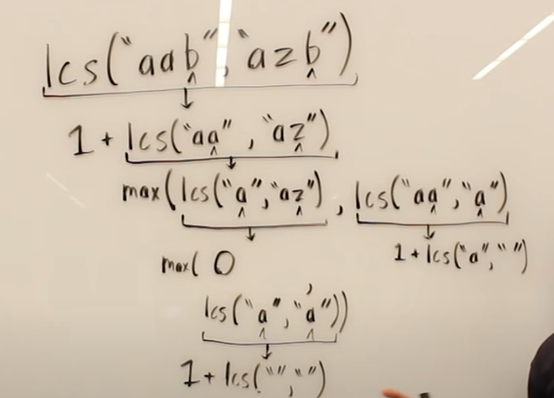 lcs("aab", "azb")
1 + lcs("aa", "az")
max(lcs("a", "az"), lcs("aa", "a")
max( 0 1 + lcs("a", "")
,
lcs("a", "a"))
1 + lcs("", "")